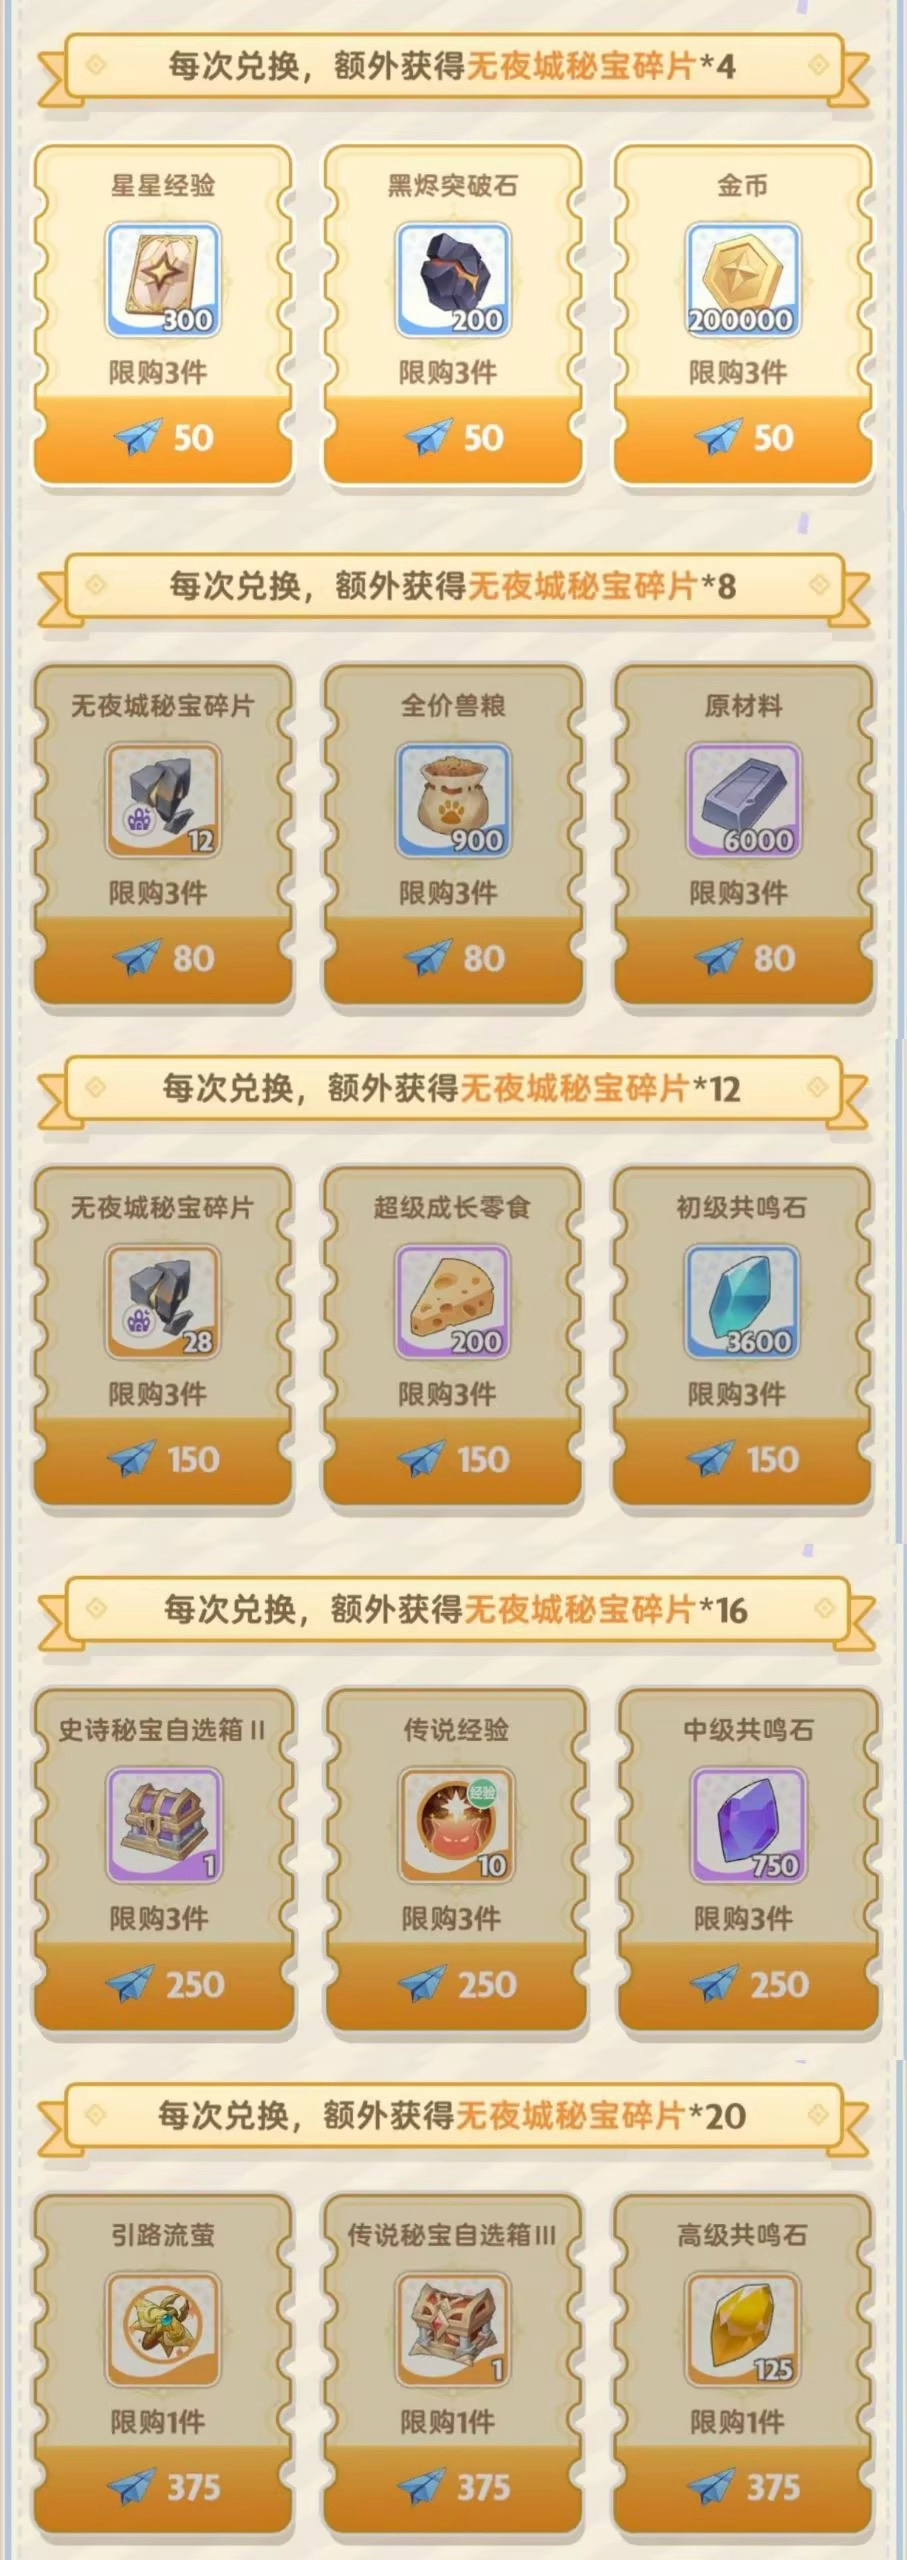 每次兑换，额外获得无夜城秘宝碎片*4
星星经验 黑烬突破石 金币
300 200 200000
限购3件 限购3件 限购3件
50 50 50
每次兑换，额外获得无夜城秘宝碎片*8
无夜城秘宝碎片 全价兽粮 原材料
12 900 6000
限购3件 限购3件 限购3件
80 80 80
每次兑换，额外获得无夜城秘宝碎片*12
无夜城秘宝碎片 超级成长零食 初级共鸣石
28 200 3600
限购3件 限购3件 限购3件
150 150 150
每次兑换，额外获得无夜城秘宝碎片*16
史诗秘宝自选箱II 传说经验 中级共鸣石
经验
1 10 750
限购3件 限购3件 限购3件
250 250 250
每次兑换，额外获得无夜城秘宝碎片*20
引路流萤 传说秘宝自选箱III 高级共鸣石
1 125
限购1件 限购1件 限购1件
375 375 375